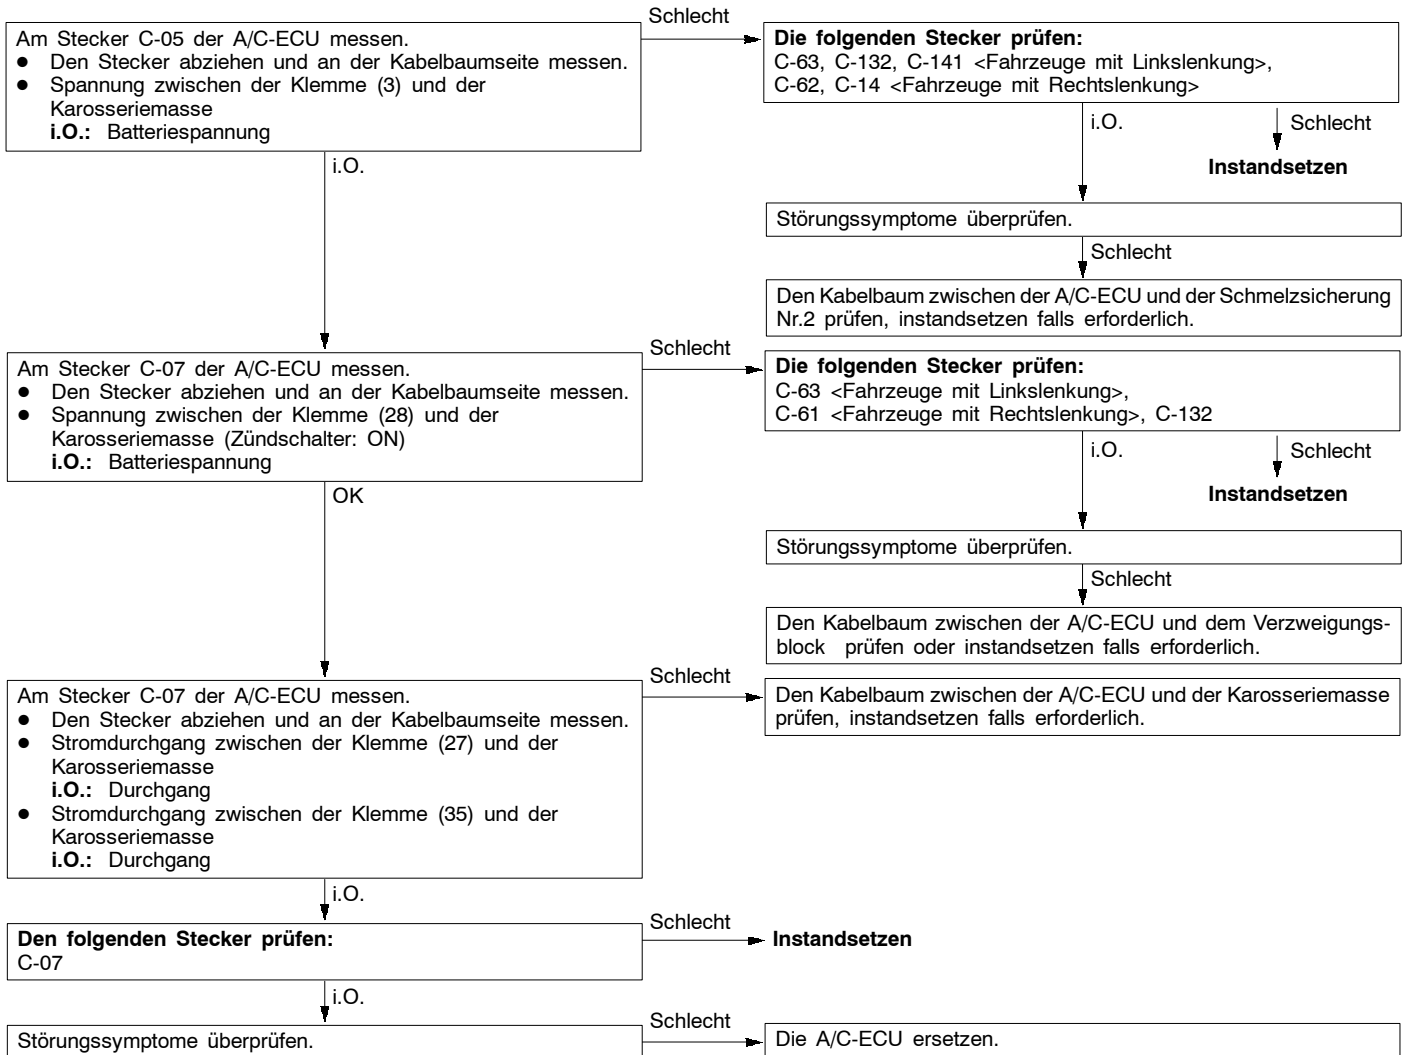 Schlecht
Am Stecker C-05 der A/C-ECU messen.
● Den Stecker abziehen und an der Kabelbaumseite messen.
● Spannung zwischen der Klemme (3) und der
Karosseriemasse
i.O.: Batteriespannung
Die folgenden Stecker prüfen:
C-63, C-132, C-141 <Fahrzeuge mit Linkslenkung>,
C-62, C-14 <Fahrzeuge mit Rechtslenkung>
i.O.
Schlecht
Instandsetzen
i.O.
Störungssymptome überprüfen.
Schlecht
Den Kabelbaum zwischen der A/C-ECU und der Schmelzsicherung
Nr.2 prüfen, instandsetzen falls erforderlich.
Schlecht
Am Stecker C-07 der A/C-ECU messen.
● Den Stecker abziehen und an der Kabelbaumseite messen.
● Spannung zwischen der Klemme (28) und der
Karosseriemasse (Zündschalter: ON)
i.O.: Batteriespannung
Die folgenden Stecker prüfen:
C-63 <Fahrzeuge mit Linkslenkung>,
C-61 <Fahrzeuge mit Rechtslenkung>, C-132
i.O.
Schlecht
Instandsetzen
OK
Störungssymptome überprüfen.
Schlecht
Den Kabelbaum zwischen der A/C-ECU und dem Verzweigungs-
block prüfen oder instandsetzen falls erforderlich.
Schlecht
Am Stecker C-07 der A/C-ECU messen.
● Den Stecker abziehen und an der Kabelbaumseite messen.
● Stromdurchgang zwischen der Klemme (27) und der
Karosseriemasse
i.O.: Durchgang
● Stromdurchgang zwischen der Klemme (35) und der
Karosseriemasse
i.O.: Durchgang
Den Kabelbaum zwischen der A/C-ECU und der Karosseriemasse
prüfen, instandsetzen falls erforderlich.
i.O.
Den folgenden Stecker prüfen:
C-07
Schlecht
Instandsetzen
i.O.
Störungssymptome überprüfen.
Schlecht
Die A/C-ECU ersetzen.